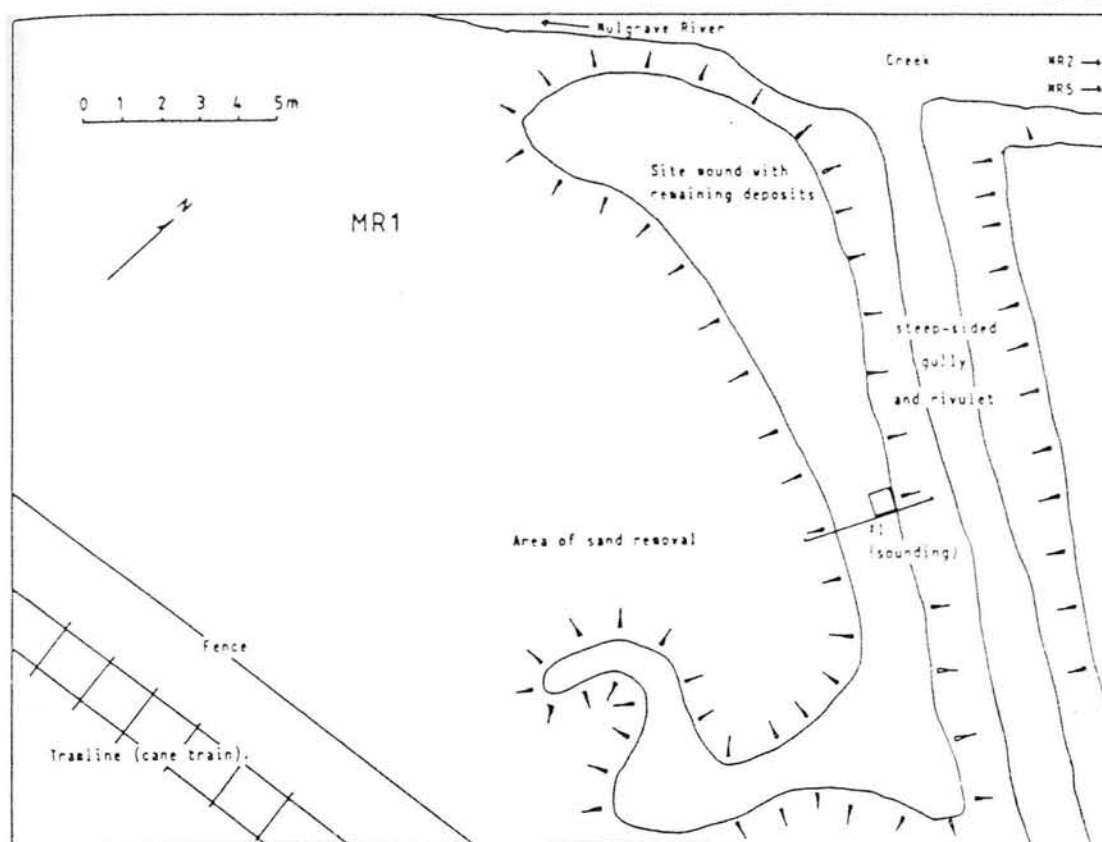 Mulgrave River
Creek
MR2
MR5
0 1 2 3 4 5m
Site mound with
remaining deposits
N
MR1
steep-sided
gully
and rivulet
Area of sand removal
(sounding)
Fence
Tramline (cane train).